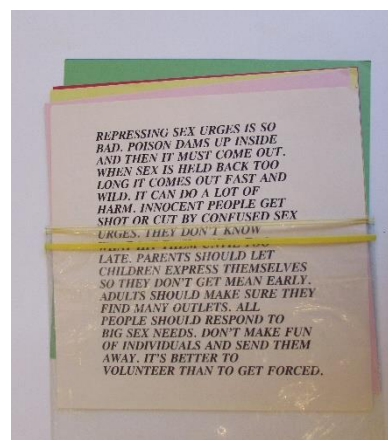 REPRESSING SEX URGES IS SO
BAD. POISON DAMS UP INSIDE
AND THEN IT MUST COME OUT.
WHEN SEX IS HELD BACK TOO
LONG IT COMES OUT FAST AND
WILD. IT CAN DO A LOT OF
HARM. INNOCENT PEOPLE GET
SHOT OR CUT BY CONFUSED SEX
URGES. THEY DON'T KNOW
LATE. PARENTS SHOULD LET
CHILDREN EXPRESS THEMSELVES
SO THEY DON'T GET MEAN EARLY.
ADULTS SHOULD MAKE SURE THEY
FIND MANY OUTLETS. ALL
PEOPLE SHOULD RESPOND TO
BIG SEX NEEDS. DON'T MAKE FUN
OF INDIVIDUALS AND SEND THEM
AWAY. IT'S BETTER TO
VOLUNTEER THAN TO GET FORCED.